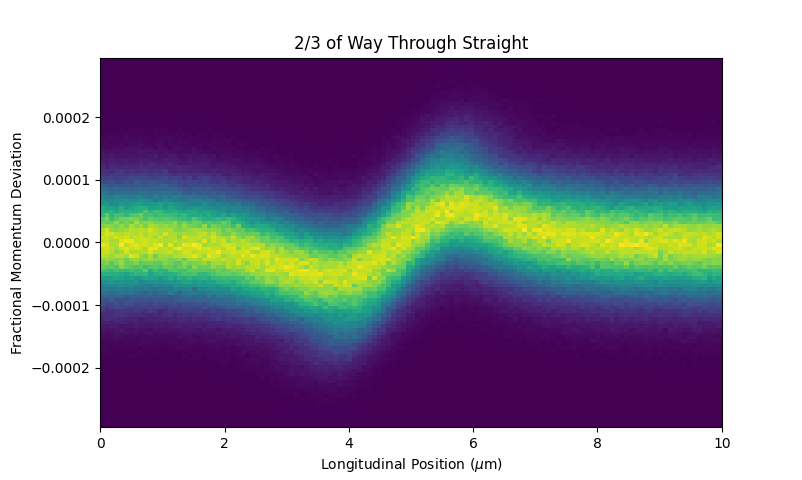 2/3 of Way Through Straight
Fractional Momentum Deviation
0.0002
0.0001
0.0000
−0.0001
−0.0002
0 2 4 6 8 10
Longitudinal Position (μm)